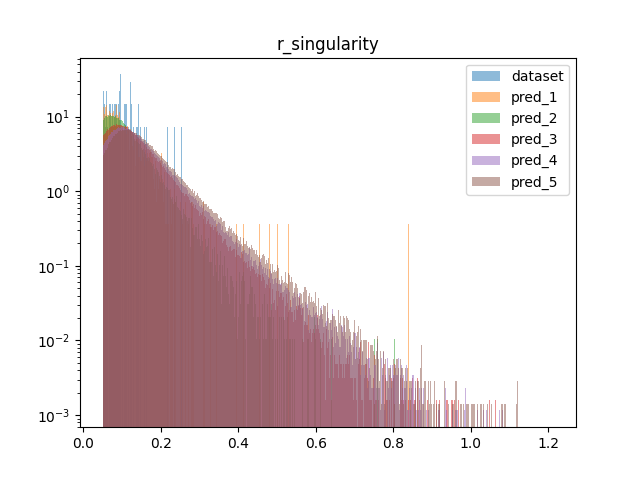 r_singularity
dataset
pred_1
pred_2
pred_3
pred_4
pred_5
10¹
10⁰
10⁻¹
10⁻²
10⁻³
0.0 0.2 0.4 0.6 0.8 1.0 1.2